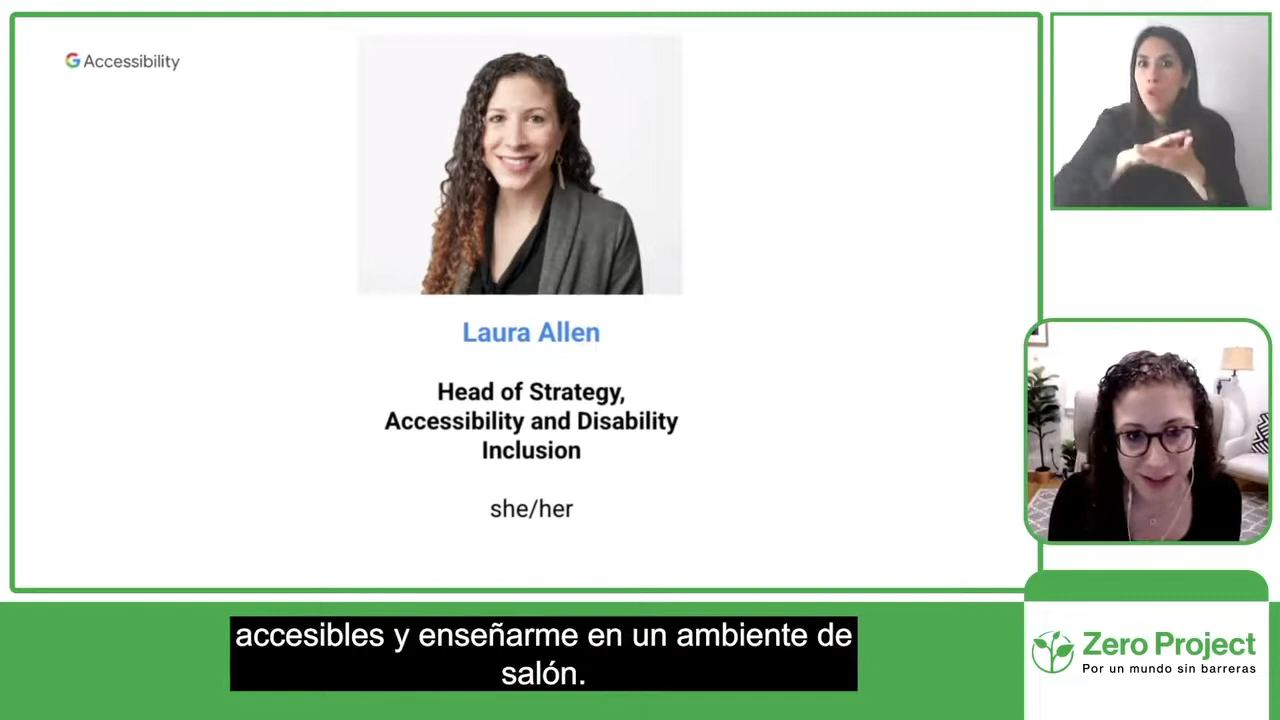 G Accessibility
Laura Allen
Head of Strategy,
Accessibility and Disability
Inclusion
she/her
accesibles y enseñarme en un ambiente de
salón.
Zero Project
Por un mundo sin barreras